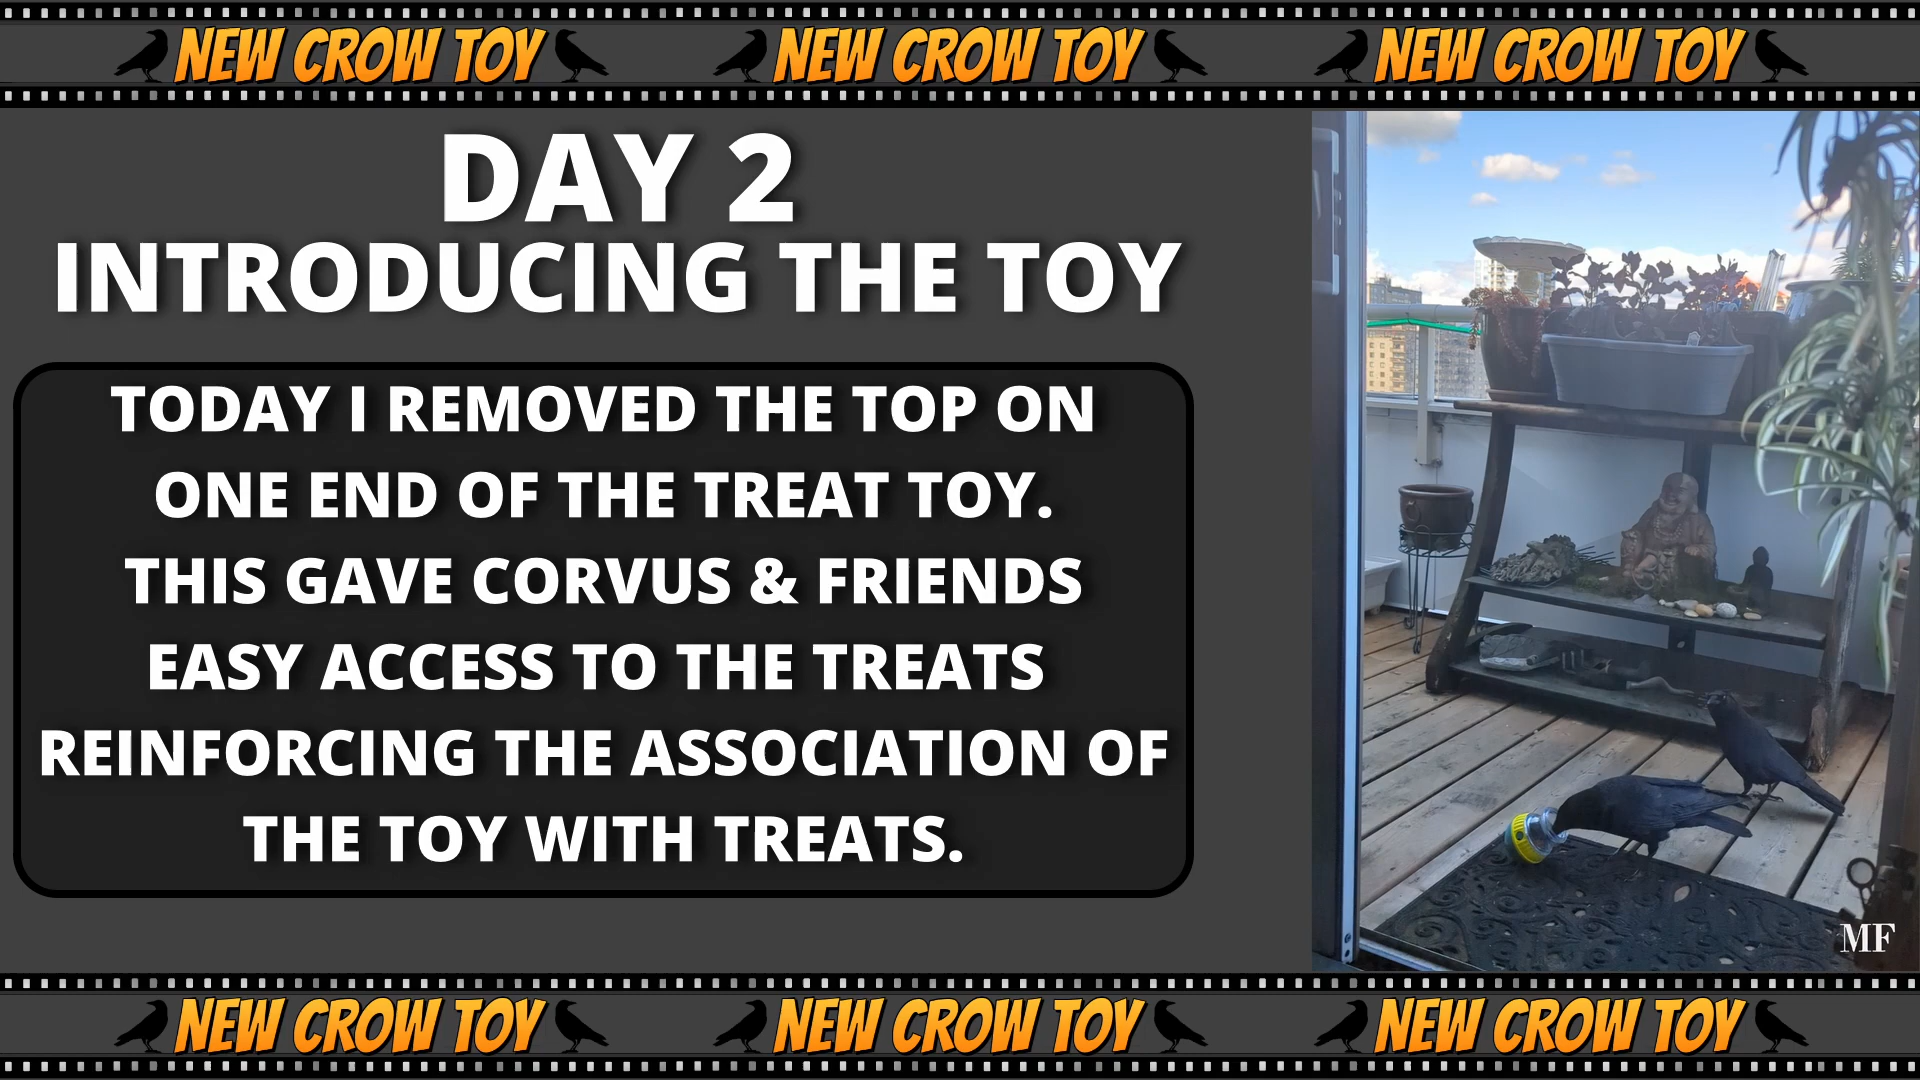 NEW CROW TOY NEW CROW TOY NEW CROW TOY
DAY 2
INTRODUCING THE TOY
TODAY I REMOVED THE TOP ON
ONE END OF THE TREAT TOY.
THIS GAVE CORVUS & FRIENDS
EASY ACCESS TO THE TREATS
REINFORCING THE ASSOCIATION OF
THE TOY WITH TREATS.
MF
NEW CROW TOY NEW CROW TOY NEW CROW TOY